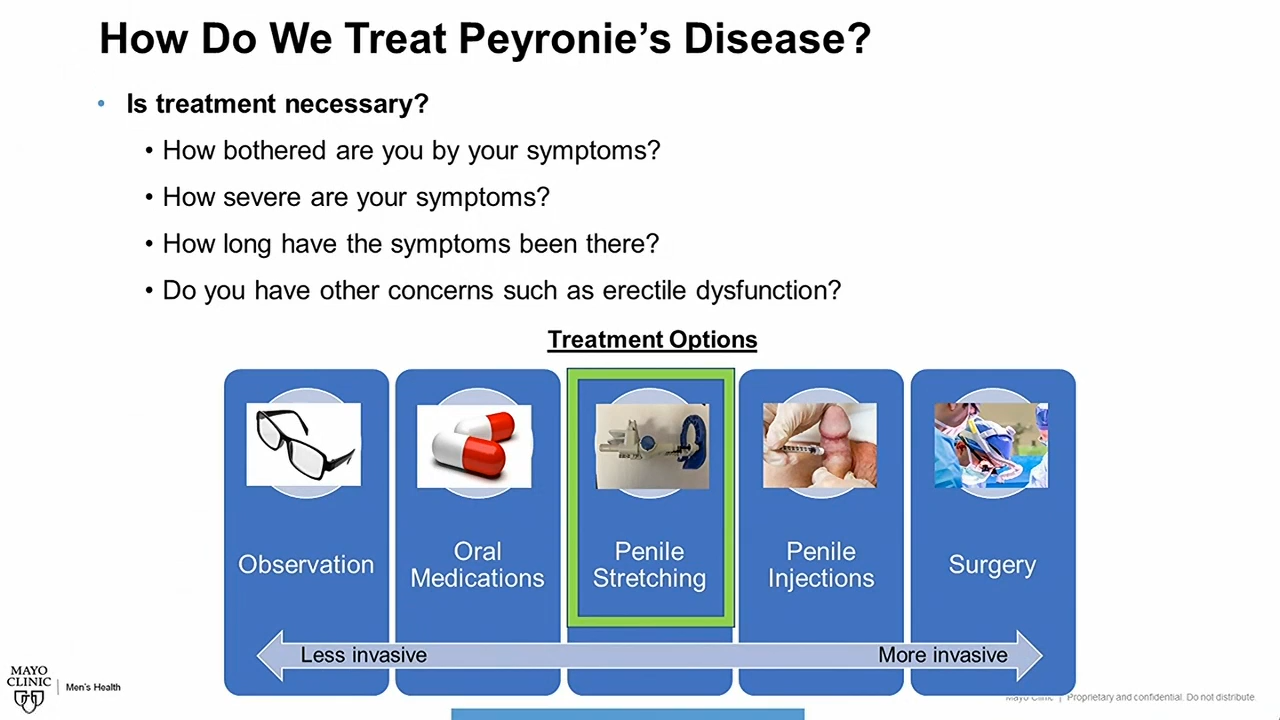 How Do We Treat Peyronie's Disease?
• Is treatment necessary?
• How bothered are you by your symptoms?
• How severe are your symptoms?
• How long have the symptoms been there?
• Do you have other concerns such as erectile dysfunction?
Treatment Options
Observation
Oral
Medications
Penile
Stretching
Penile
Injections
Surgery
Less invasive
More invasive
MAYO
CLINIC
Men's Health
Mayo Clinic | Proprietary and confidential. Do not distribute.